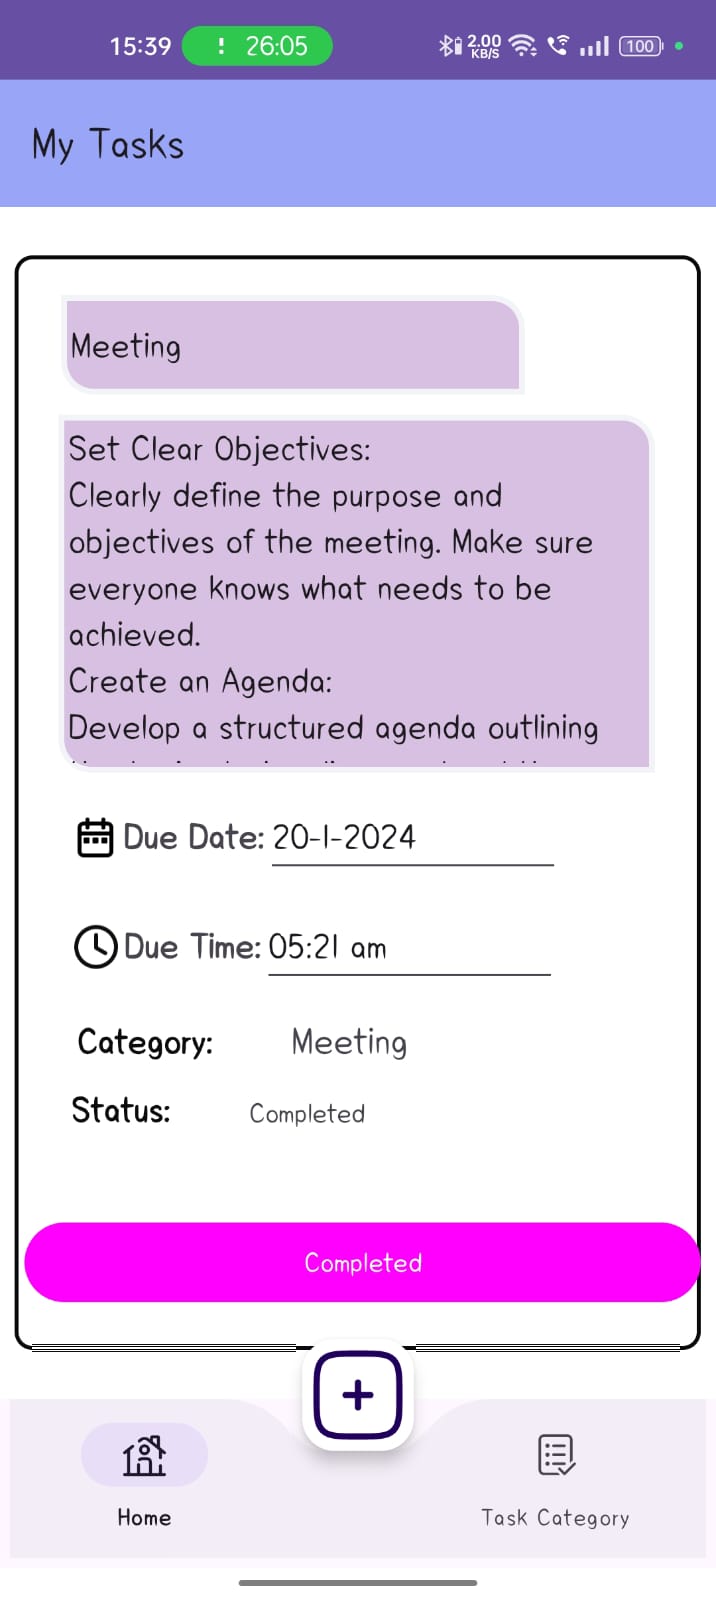 15:39 ! 26:05 2.00 KB/S 100
My Tasks
Meeting
Set Clear Objectives:
Clearly define the purpose and
objectives of the meeting. Make sure
everyone knows what needs to be
achieved.
Create an Agenda:
Develop a structured agenda outlining
Due Date: 20-1-2024
Due Time: 05:21 am
Category: Meeting
Status: Completed
Completed
Home
Task Category